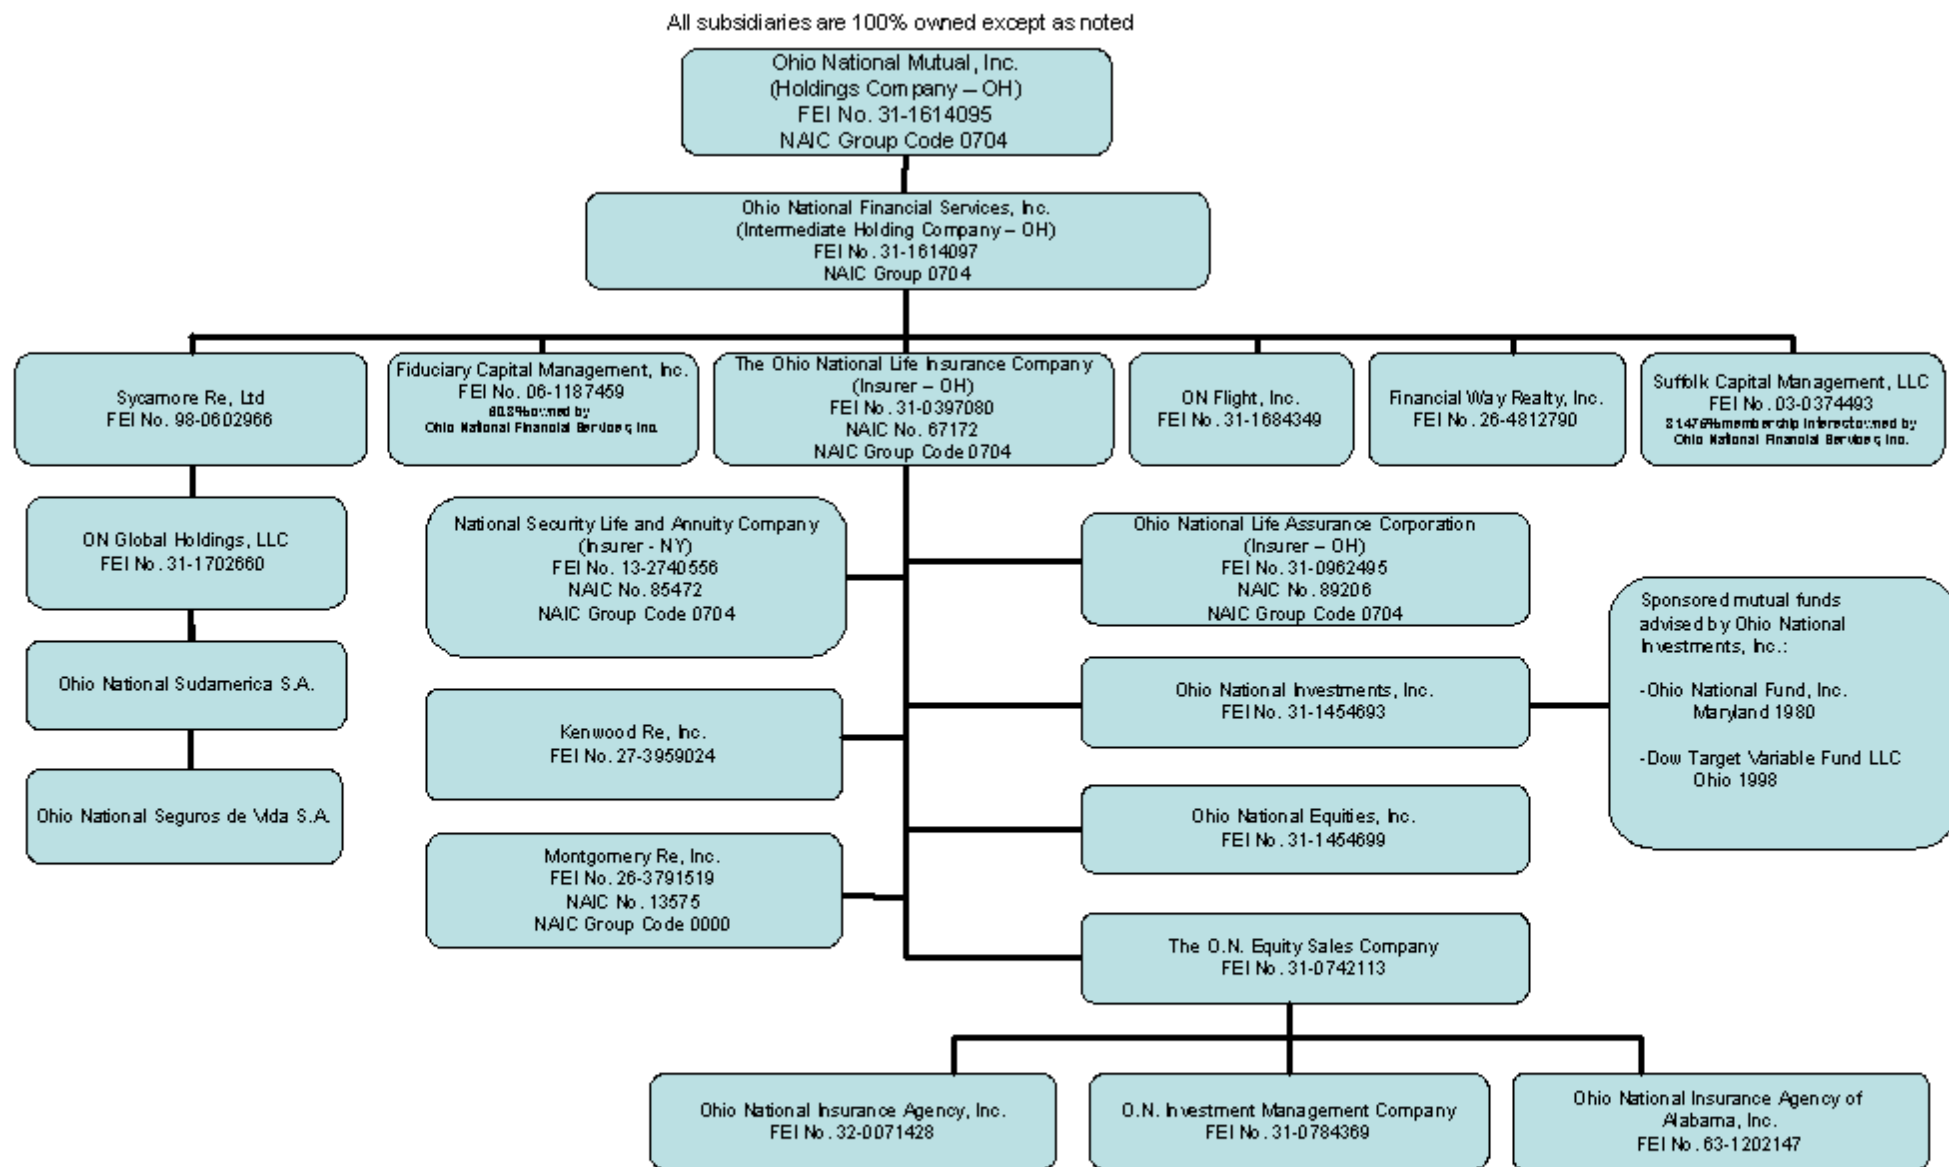 All subsidiaries are 100% owned except as noted
Ohio National Mutual, Inc.
(Holdings Company – OH)
FEI No. 31-1614095
NAIC Group Code 0704
Ohio National Financial Services, Inc.
(Intermediate Holding Company – OH)
FEI No. 31-1614097
NAIC Group 0704
Sycamore Re, Ltd
FEI No. 98-0602966
Fiduciary Capital Management, Inc.
FEI No. 06-1187459
owned by
Ohio National Financial Services, Inc.
The Ohio National Life Insurance Company
(Insurer – OH)
FEI No. 31-0397080
NAIC No. 67172
NAIC Group Code 0704
ON Flight, Inc.
FEI No. 31-1684349
Financial Way Realty, Inc.
FEI No. 26-4812790
Suffolk Capital Management, LLC
FEI No. 03-0374493
membership interest owned by
Ohio National Financial Services, Inc.
ON Global Holdings, LLC
FEI No. 31-1702660
National Security Life and Annuity Company
(Insurer - NY)
FEI No. 13-2740556
NAIC No. 85472
NAIC Group Code 0704
Ohio National Life Assurance Corporation
(Insurer – OH)
FEI No. 31-0962495
NAIC No. 89206
NAIC Group Code 0704
Sponsored mutual funds
advised by Ohio National
Investments, Inc.:
-Ohio National Fund, Inc.
Maryland 1980
-Dow Target Variable Fund LLC
Ohio 1998
Ohio National Sudamerica S.A.
Kenwood Re, Inc.
FEI No. 27-3959024
Ohio National Investments, Inc.
FEI No. 31-1454693
Ohio National Seguros de Vida S.A.
Ohio National Equities, Inc.
FEI No. 31-1454699
Montgomery Re, Inc.
FEI No. 26-3791519
NAIC No. 13575
NAIC Group Code 0000
The O.N. Equity Sales Company
FEI No. 31-0742113
Ohio National Insurance Agency, Inc.
FEI No. 32-0071428
O.N. Investment Management Company
FEI No. 31-0784369
Ohio National Insurance Agency of
Alabama, Inc.
FEI No. 63-1202147